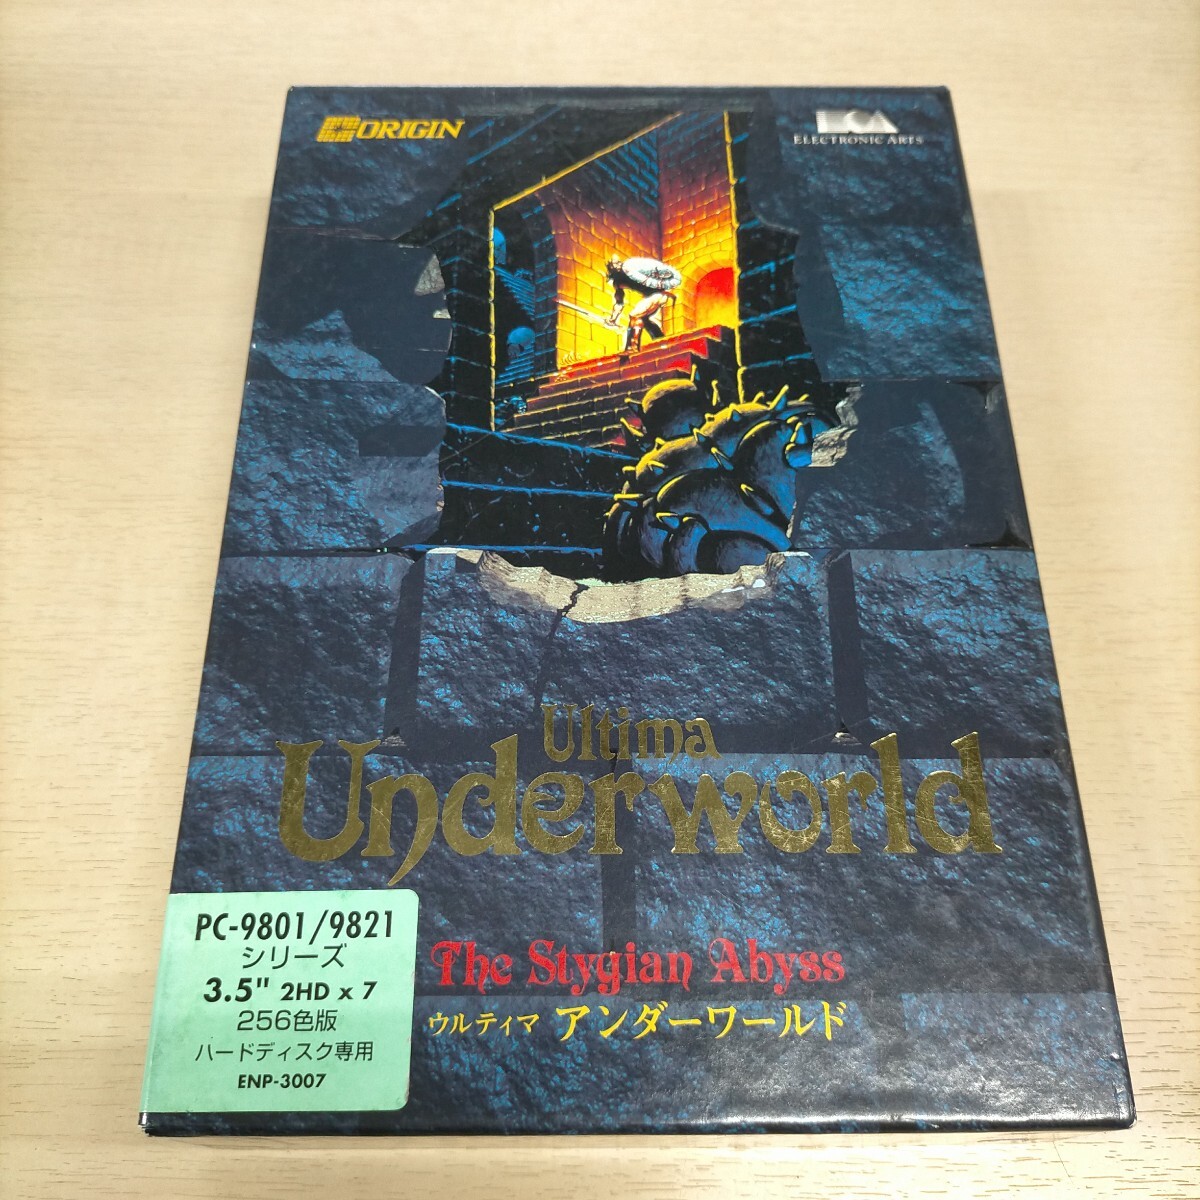 ORIGIN
ELECTRONIC ARTS
Ultima
Underworld
The Stygian Abyss
ウルティマ アンダーワールド
PC-9801/9821
シリーズ
3.5" 2HD x 7
256色版
ハードディスク専用
ENP-3007